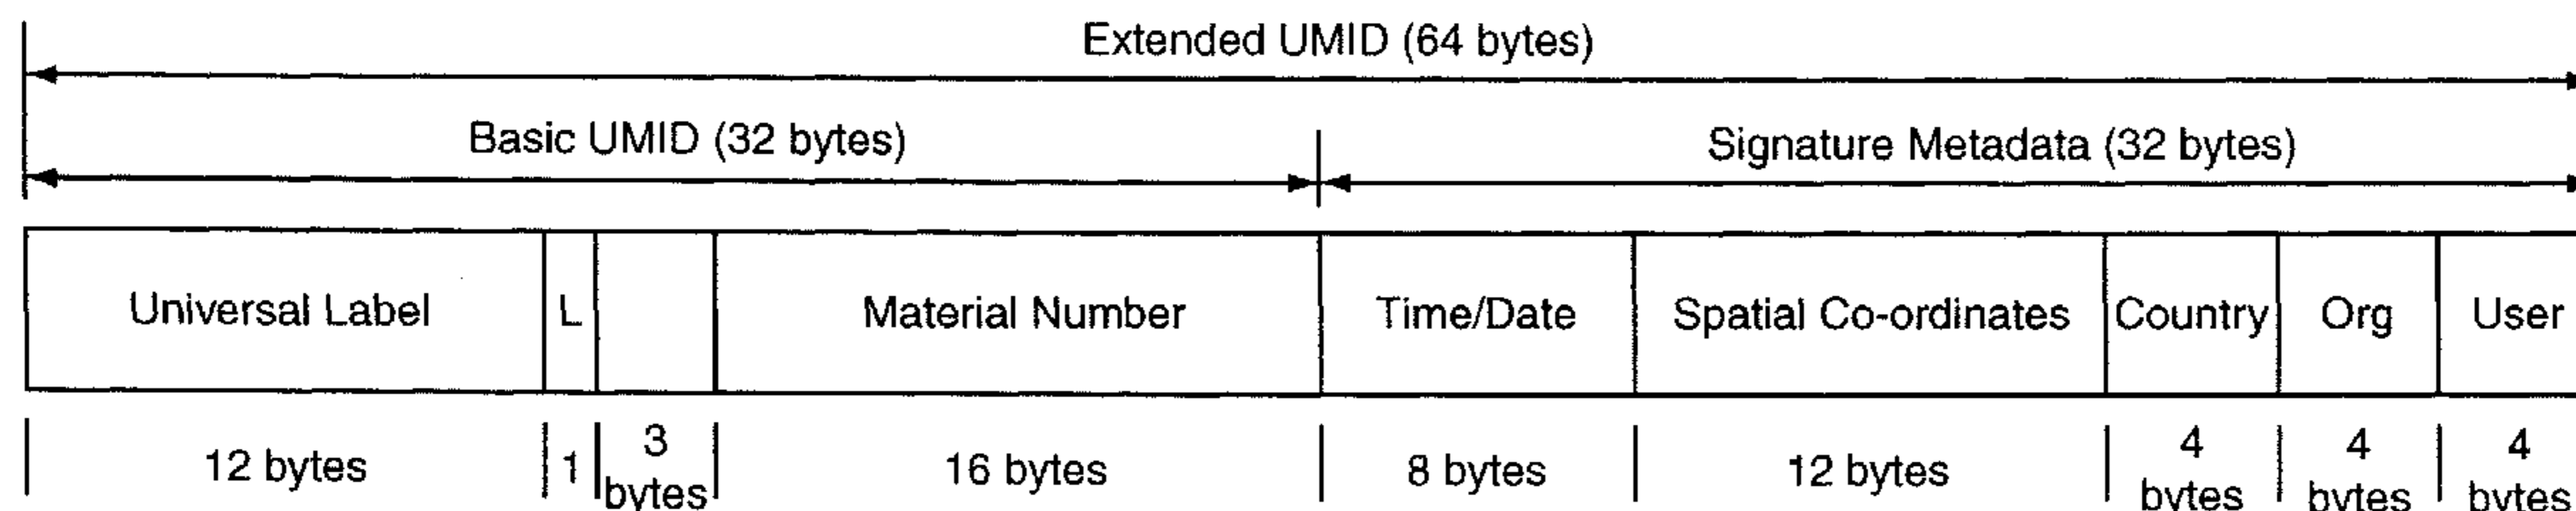 Extended UMID (64 bytes)
Basic UMID (32 bytes)
Signature Metadata (32 bytes)
Universal Label
L
Material Number
Time/Date
Spatial Co-ordinates
Country
Org
User
12 bytes
1
3
bytes
16 bytes
8 bytes
12 bytes
4
bytes
4
bytes
4
bytes